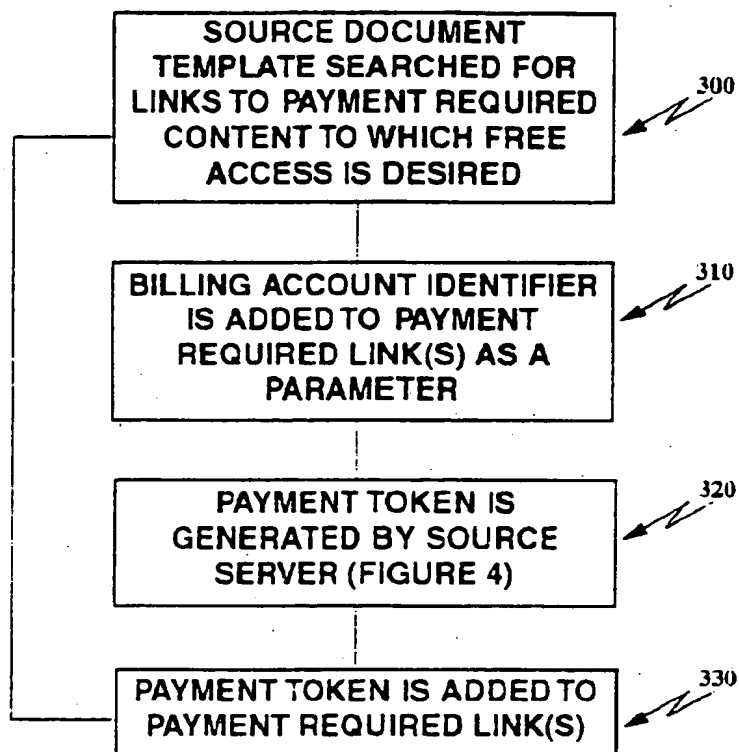 SOURCE DOCUMENT
TEMPLATE SEARCHED FOR
LINKS TO PAYMENT REQUIRED
CONTENT TO WHICH FREE
ACCESS IS DESIRED
300
BILLING ACCOUNT IDENTIFIER
IS ADDED TO PAYMENT
REQUIRED LINK(S) AS A
PARAMETER
310
PAYMENT TOKEN IS
GENERATED BY SOURCE
SERVER (FIGURE 4)
320
PAYMENT TOKEN IS ADDED TO
PAYMENT REQUIRED LINK(S)
330